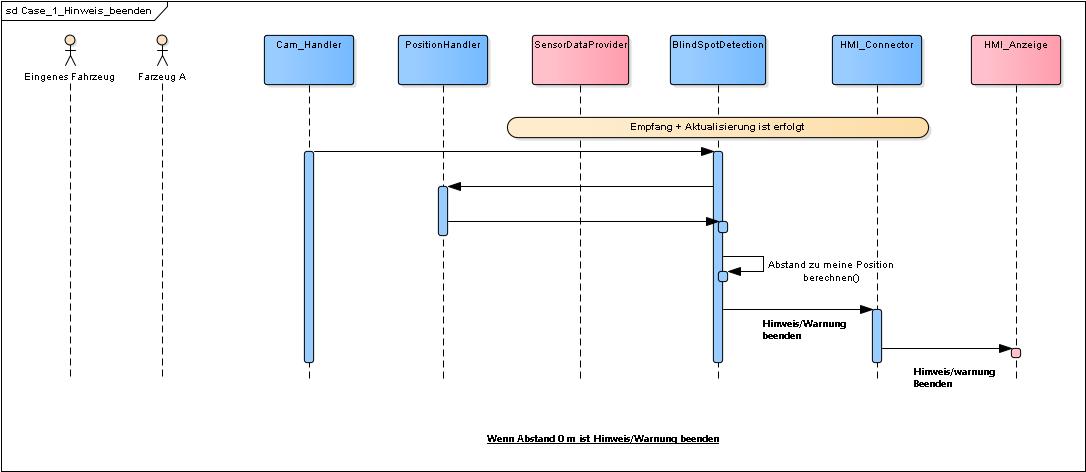 sd Case_1_Hinweis_beenden
Eingenes Fahrzeug
Farzeug A
Cam_Handler
PositionHandler
SensorDataProvider
BlindSpotDetection
HMI_Connector
HMI_Anzeige
Empfang + Aktualisierung ist erfolgt
Abstand zu meine Position
berechnen()
Hinweis/Warnung
beenden
Hinweis/warnung
Beenden
Wenn Abstand 0 m ist Hinweis/Warnung beenden